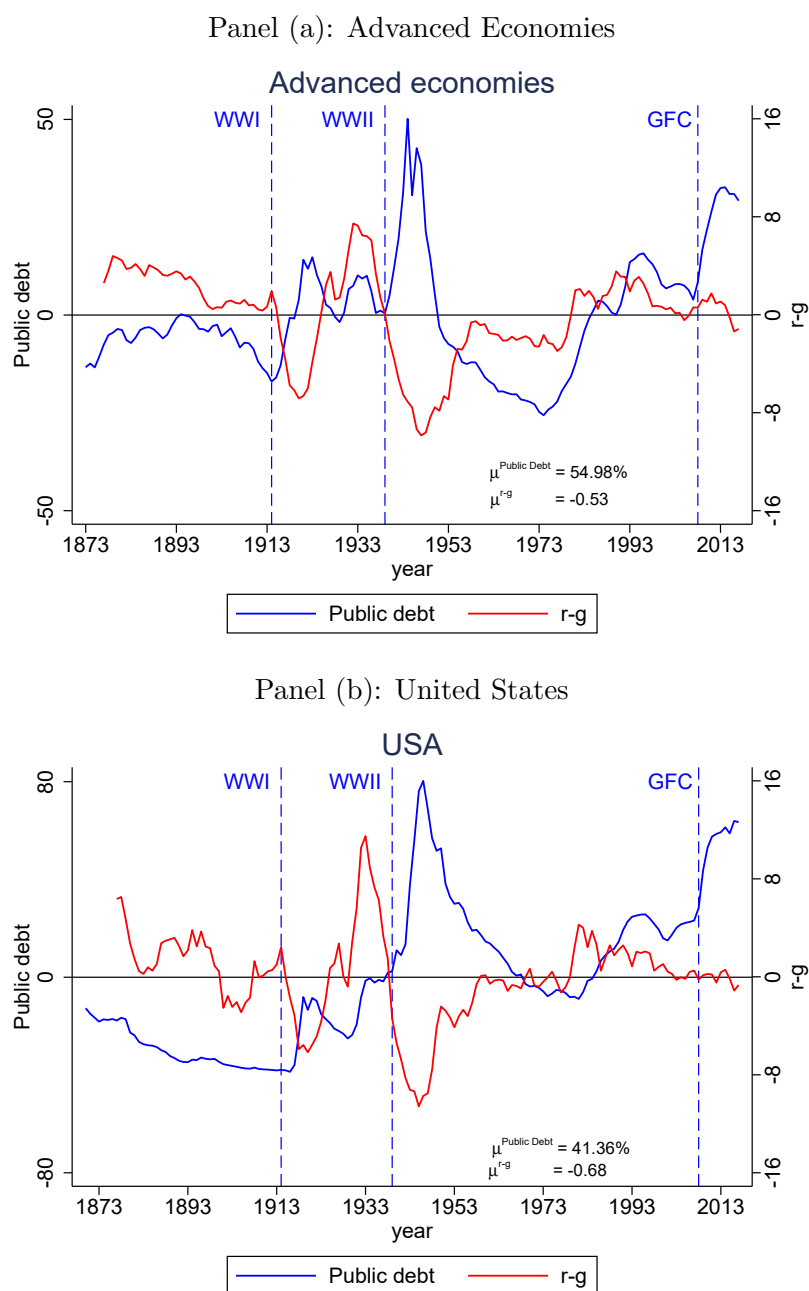 Panel (a): Advanced Economies
Advanced economies
WWI WWII GFC
50
0
-50
Public debt
16
8
0
-8
-16
r-g
μPublic Debt = 54.98%
μr-g = -0.53
1873 1893 1913 1933 1953 1973 1993 2013
year
Public debt r-g
Panel (b): United States
USA
WWI WWII GFC
80
0
-80
Public debt
16
8
0
-8
-16
r-g
μPublic Debt = 41.36%
μr-g = -0.68
1873 1893 1913 1933 1953 1973 1993 2013
year
Public debt r-g